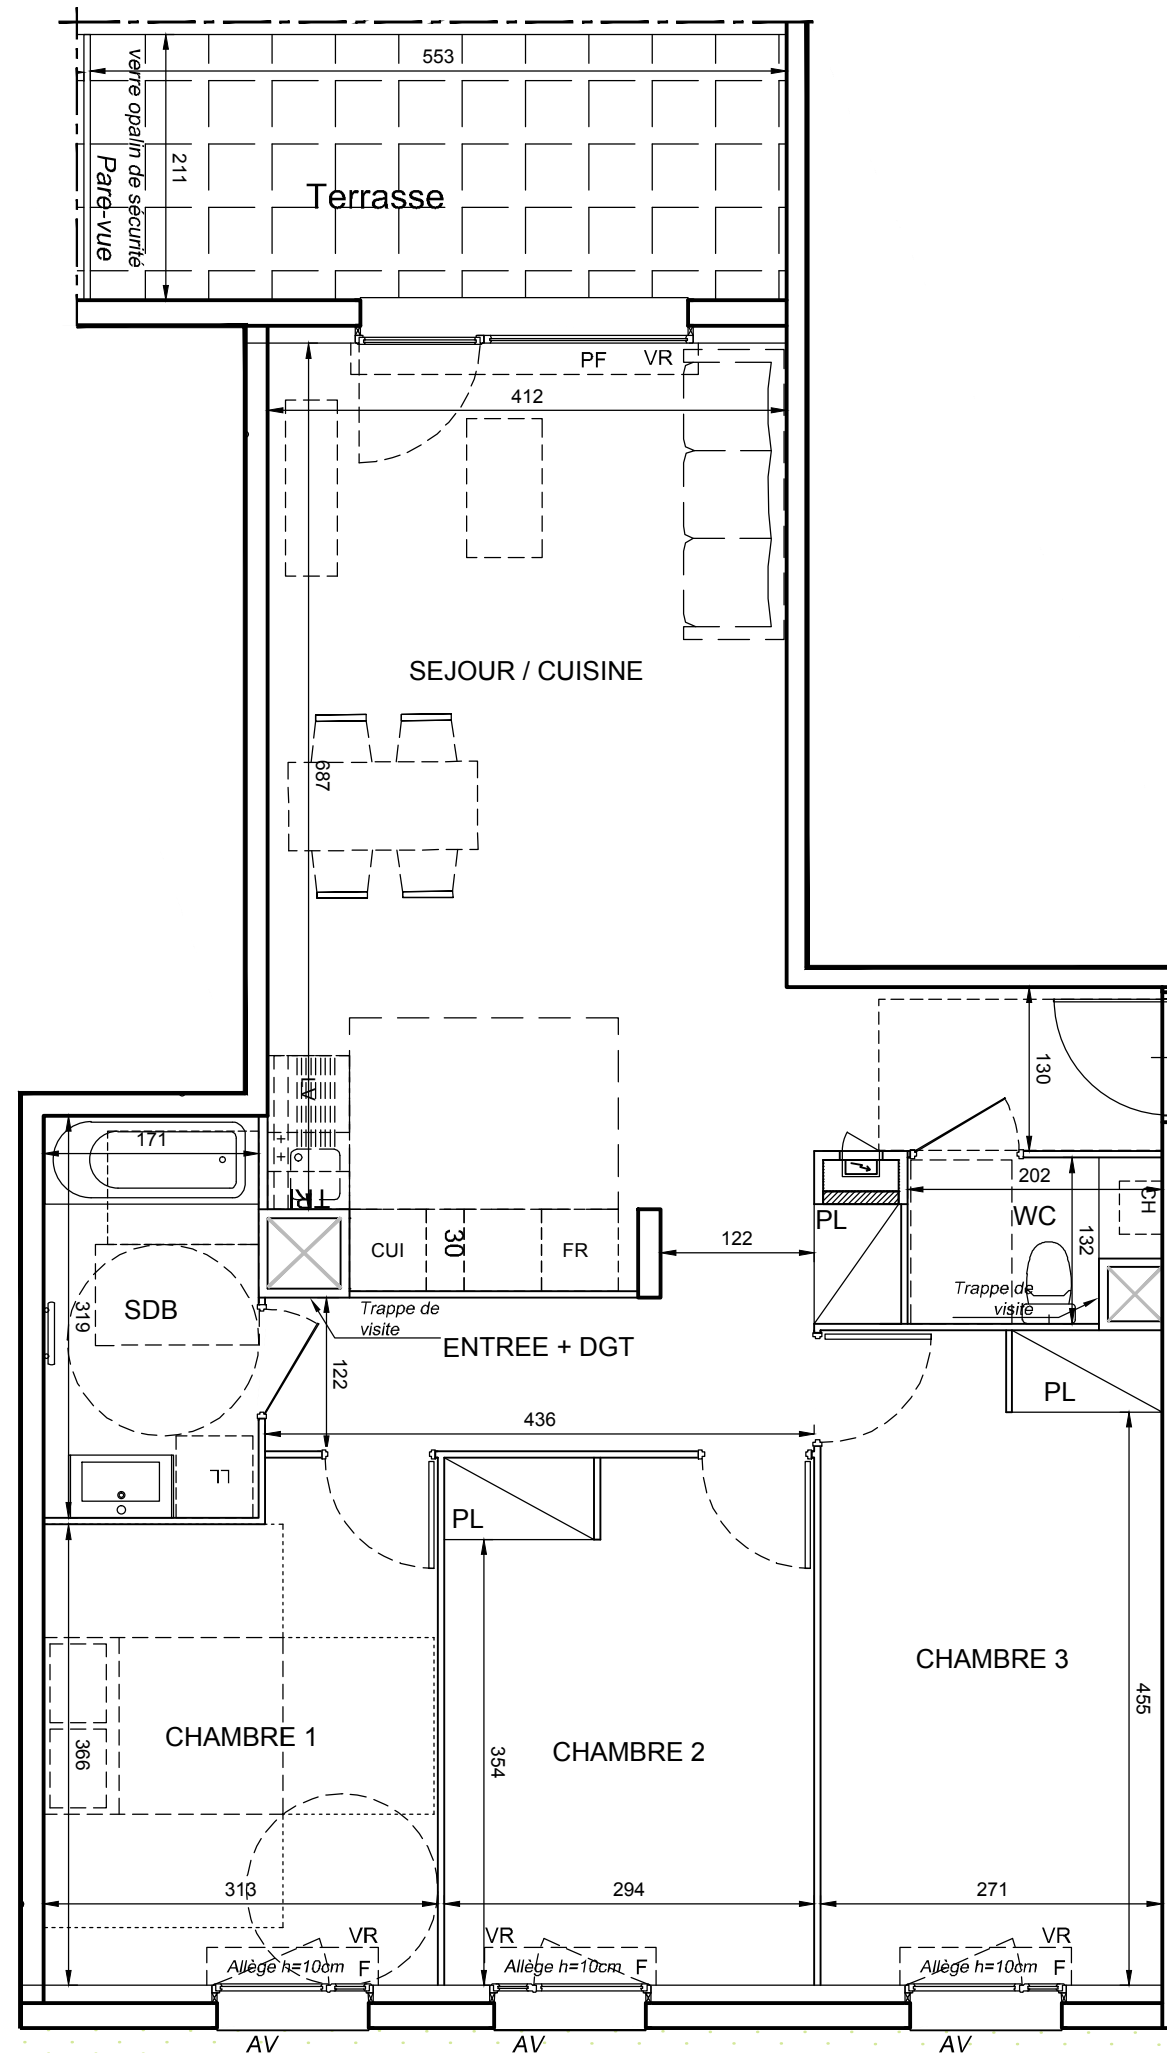 553
verre opalin de sécurité
Pare-vue
211
Terrasse
PF
VR
412
SEJOUR / CUISINE
687
LV
130
171
TRI
202
CH
PL
WC
132
CUI
30
FR
122
Trappe de
visite
SDB
319
Trappe de
visite
ENTREE + DGT
122
PL
436
LL
PL
CHAMBRE 3
455
CHAMBRE 1
366
CHAMBRE 2
354
313
294
271
VR
Allège h=10cm
F
VR
Allège h=10cm
F
VR
Allège h=10cm
F
AV
AV
AV